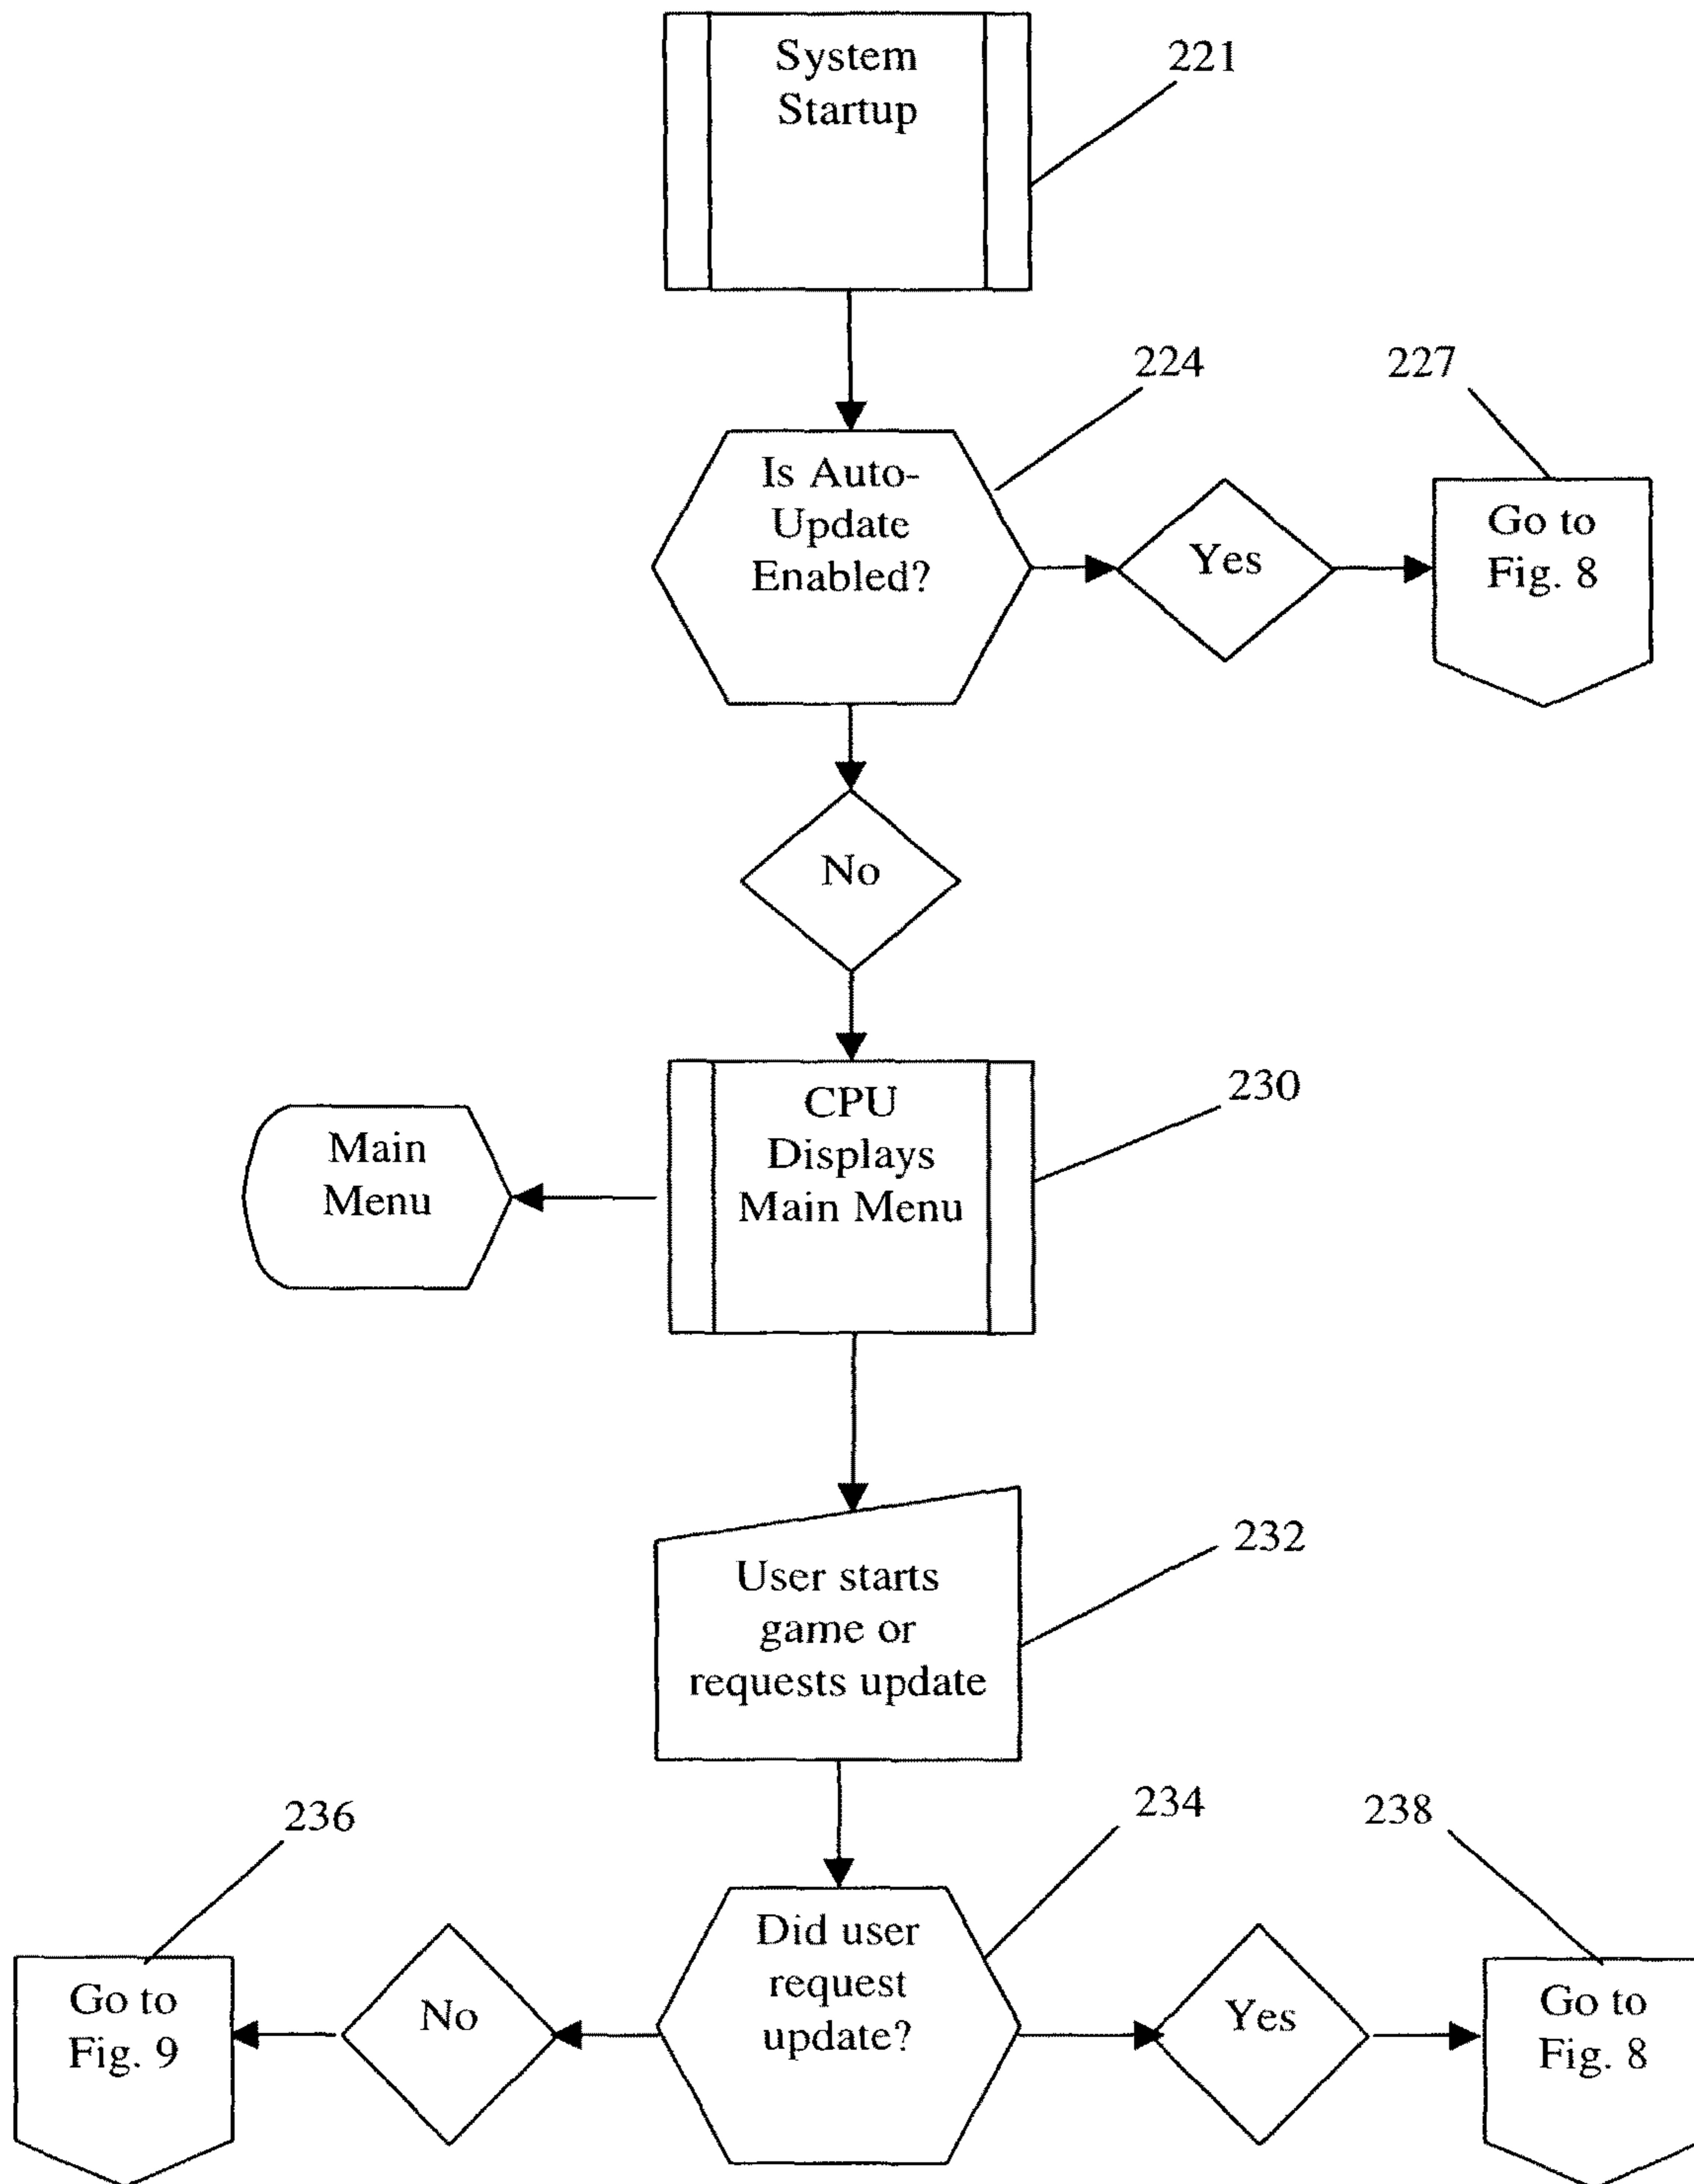 System
Startup
221
224
227
Is Auto-
Update
Enabled?
Yes
Go to
Fig. 8
No
CPU
Displays
Main Menu
230
Main
Menu
User starts
game or
requests update
232
236
234
238
Did user
request
update?
No
Go to
Fig. 9
Yes
Go to
Fig. 8